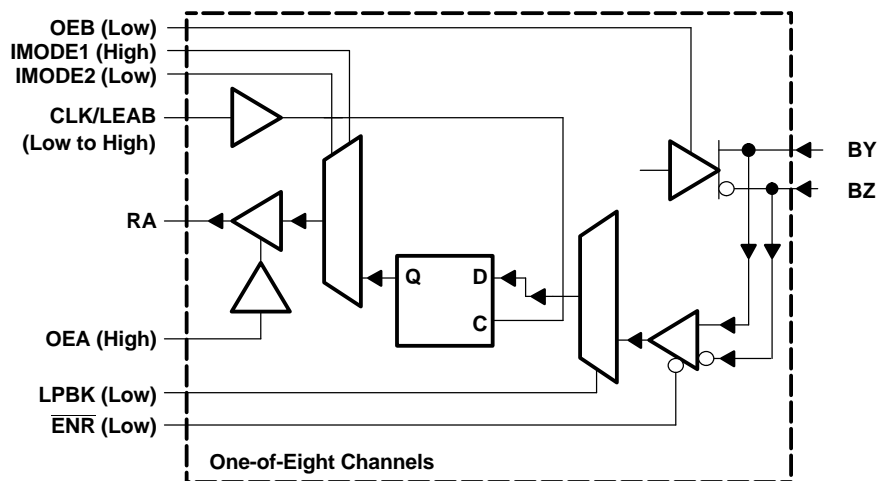 OEB (Low)
IMODE1 (High)
IMODE2 (Low)
CLK/LEAB
(Low to High)
BY
BZ
RA
Q
D
C
OEA (High)
LPBK (Low)
ENR (Low)
One-of-Eight Channels